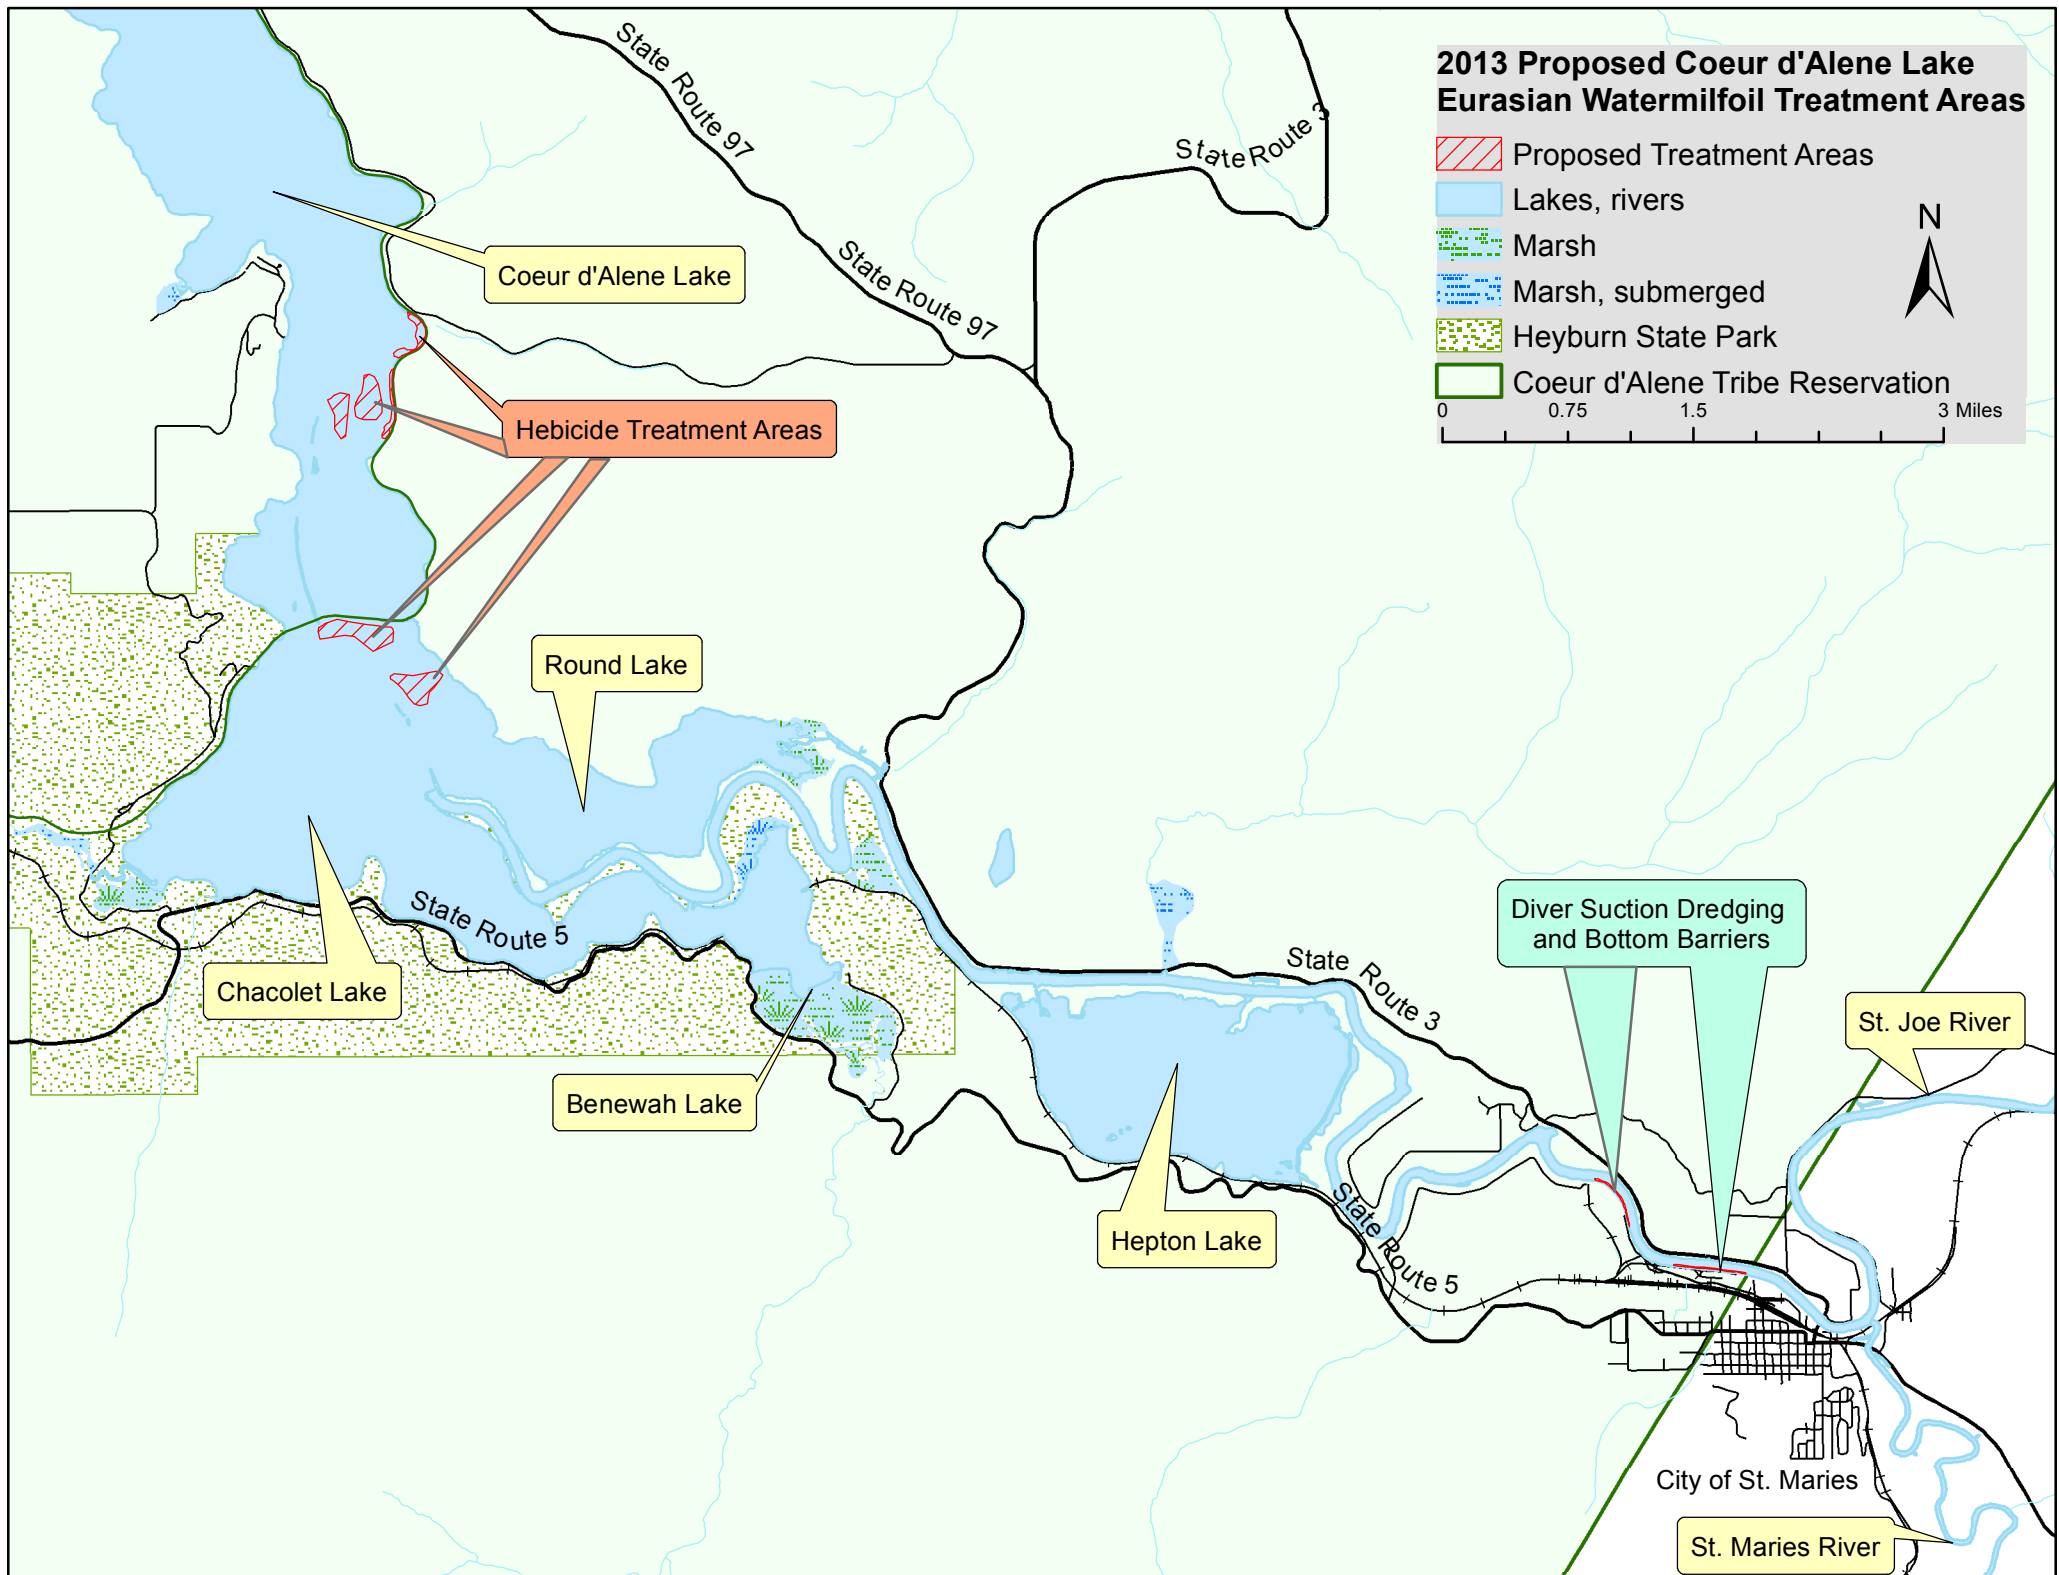 2013 Proposed Coeur d'Alene Lake
Eurasian Watermilfoil Treatment Areas
Proposed Treatment Areas
Lakes, rivers
Marsh
Marsh, submerged
Heyburn State Park
Coeur d'Alene Tribe Reservation
N
0 0.75 1.5 3 Miles
State Route 97
State Route 3
State Route 97
Coeur d'Alene Lake
Hebicide Treatment Areas
Round Lake
State Route 5
Chacolet Lake
Benewah Lake
Diver Suction Dredging
and Bottom Barriers
State Route 3
St. Joe River
Hepton Lake
State Route 5
City of St. Maries
St. Maries River